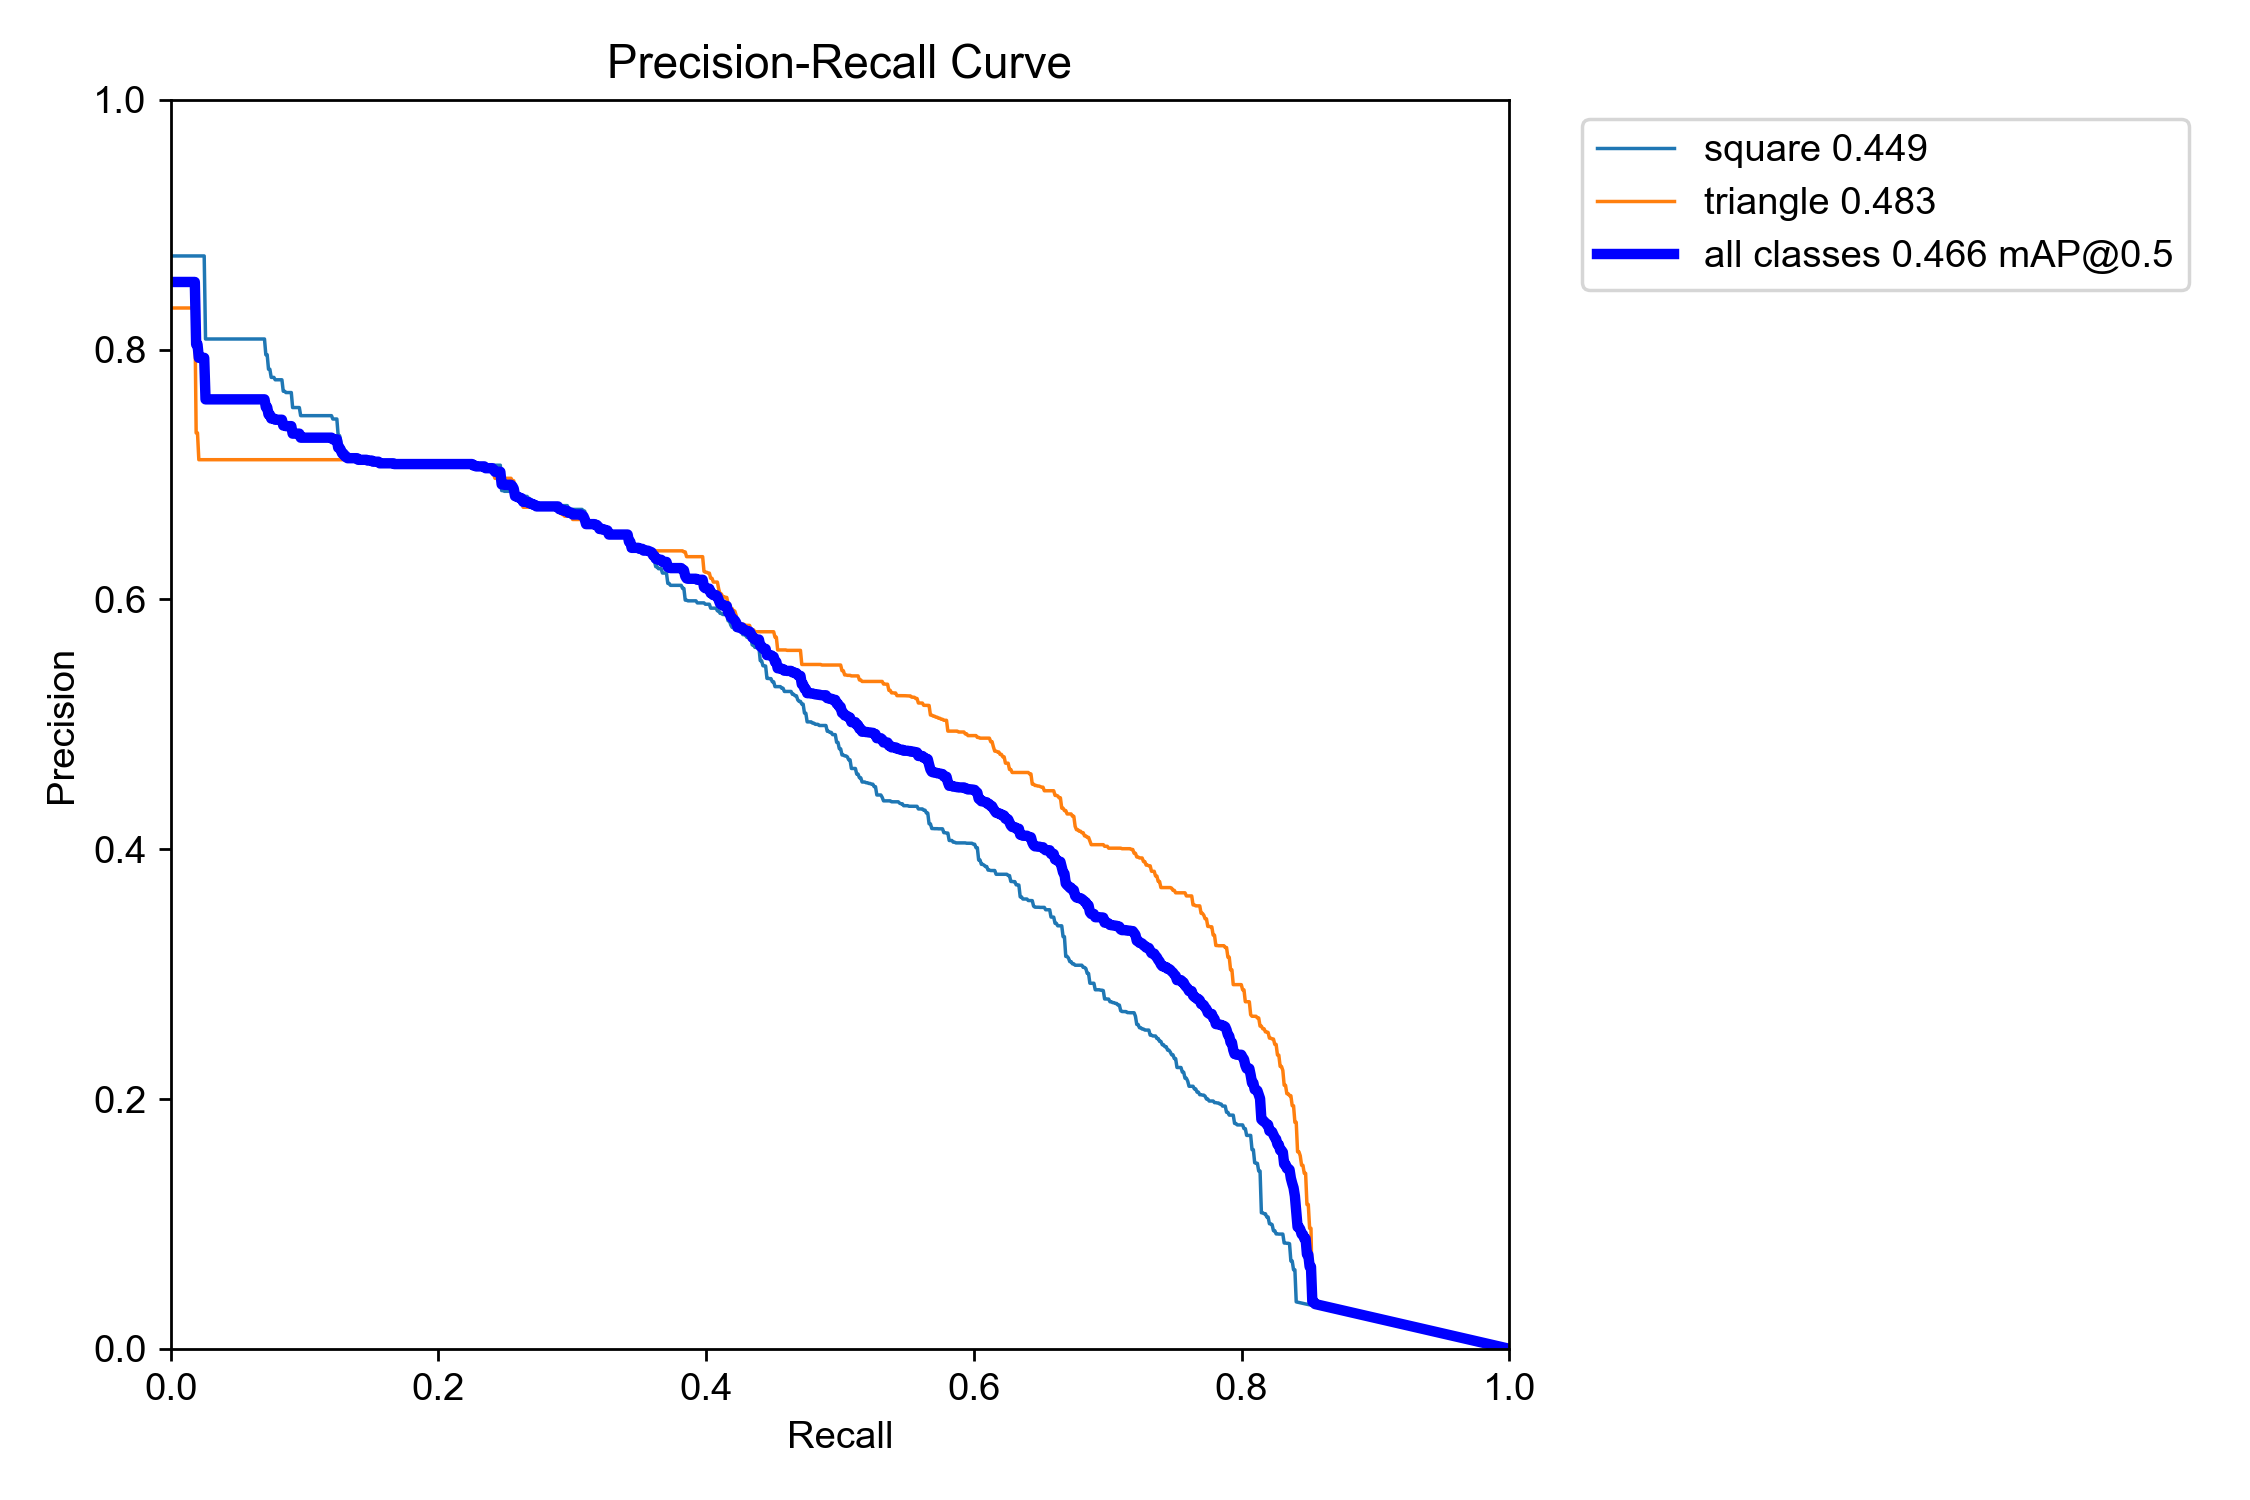 Precision-Recall Curve
1.0
0.8
0.6
0.4
0.2
0.0
Precision
0.0 0.2 0.4 0.6 0.8 1.0
Recall
square 0.449
triangle 0.483
all classes 0.466 mAP@0.5